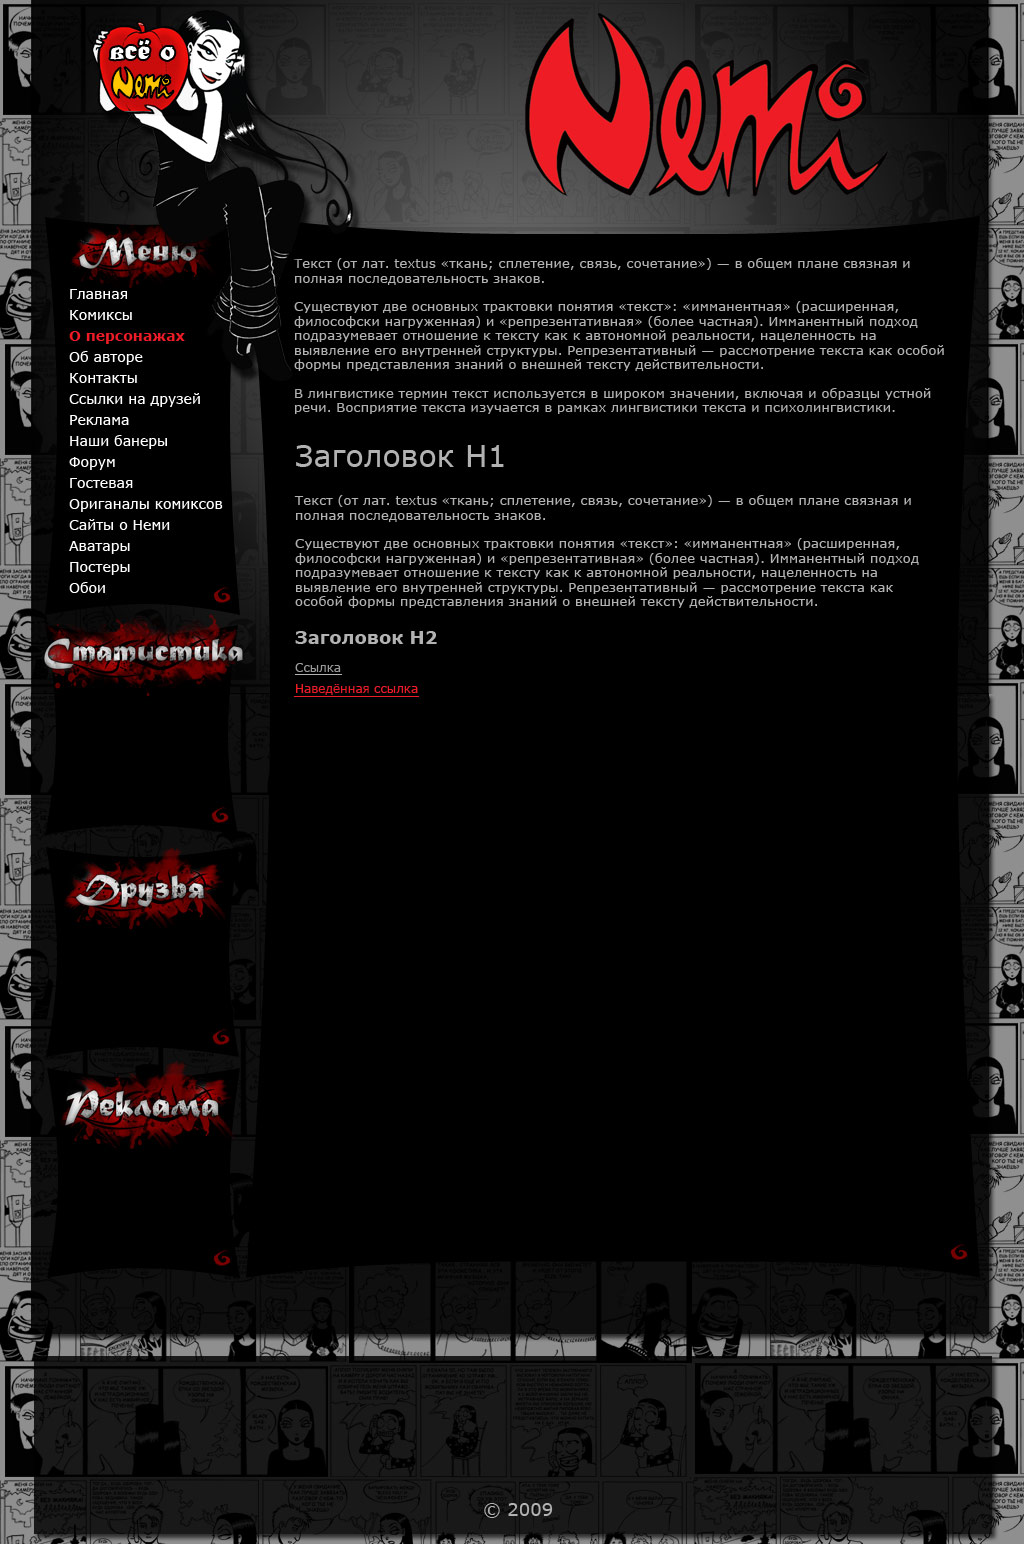 всё о
Nemi
Nemi
Меню
Главная
Комиксы
О персонажах
Об авторе
Контакты
Ссылки на друзей
Реклама
Наши банеры
Форум
Гостевая
Ориганалы комиксов
Сайты о Неми
Аватары
Постеры
Обои
Статистика
Друзья
Реклама
Текст (от лат. textus «ткань; сплетение, связь, сочетание») — в общем плане связная и
полная последовательность знаков.
Существуют две основных трактовки понятия «текст»: «имманентная» (расширенная,
философски нагруженная) и «репрезентативная» (более частная). Имманентный подход
подразумевает отношение к тексту как к автономной реальности, нацеленность на
выявление его внутренней структуры. Репрезентативный — рассмотрение текста как особой
формы представления знаний о внешней тексту действительности.
В лингвистике термин текст используется в широком значении, включая и образцы устной
речи. Восприятие текста изучается в рамках лингвистики текста и психолингвистики.
Заголовок H1
Текст (от лат. textus «ткань; сплетение, связь, сочетание») — в общем плане связная и
полная последовательность знаков.
Существуют две основных трактовки понятия «текст»: «имманентная» (расширенная,
философски нагруженная) и «репрезентативная» (более частная). Имманентный подход
подразумевает отношение к тексту как к автономной реальности, нацеленность на
выявление его внутренней структуры. Репрезентативный — рассмотрение текста как
особой формы представления знаний о внешней тексту действительности.
Заголовок H2
Ссылка
Наведённая ссылка
© 2009